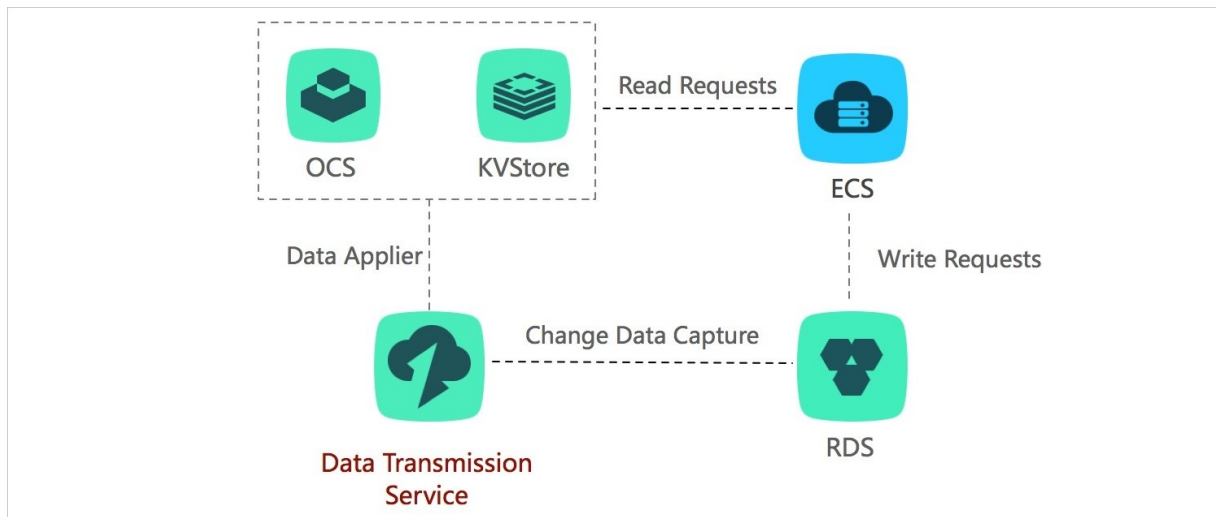 Read Requests
OCS
KVStore
ECS
Data Applier
Write Requests
Change Data Capture
RDS
Data Transmission
Service